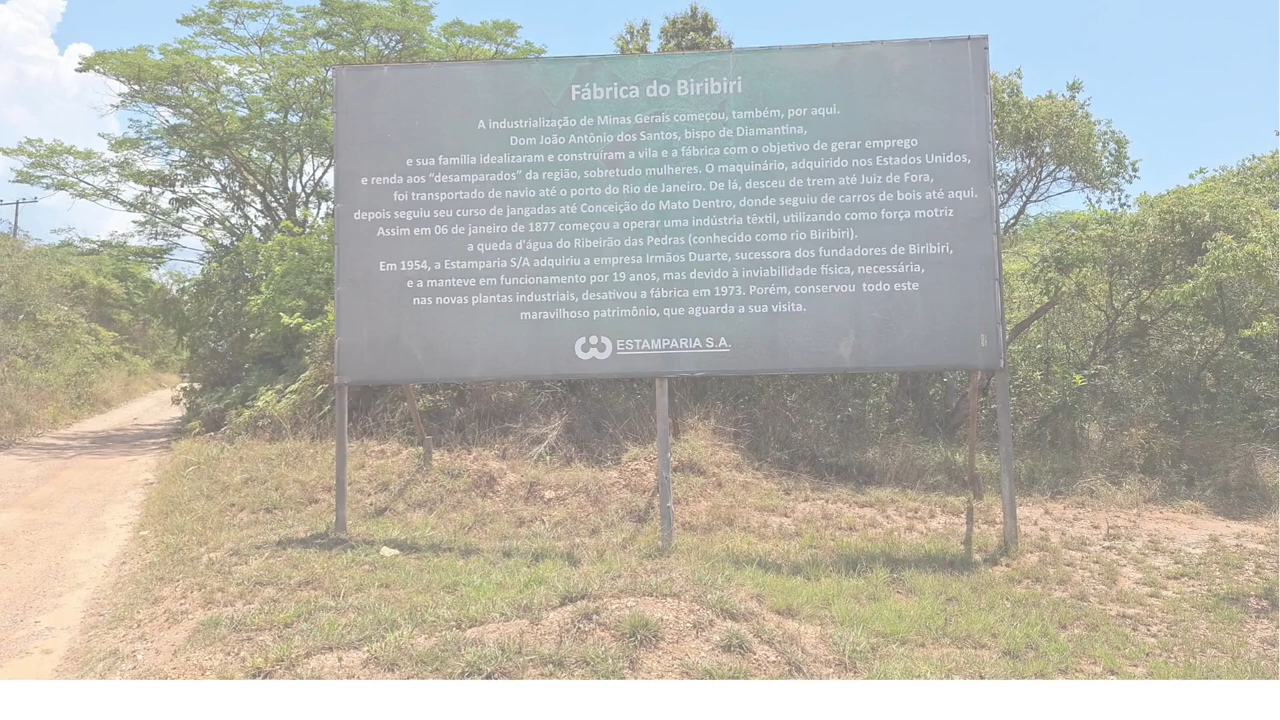 Fábrica do Biribiri
A industrialização de Minas Gerais começou, também, por aqui.
Dom João Antônio dos Santos, bispo de Diamantina,
e sua família idealizaram e construíram a vila e a fábrica com o objetivo de gerar emprego
e renda aos "desamparados" da região, sobretudo mulheres. O maquinário, adquirido nos Estados Unidos,
foi transportado de navio até o porto do Rio de Janeiro. De lá, desceu de trem até Juiz de Fora,
depois seguiu seu curso de jangadas até Conceição do Mato Dentro, donde seguiu de carros de bois até aqui.
Assim em 06 de janeiro de 1877 começou a operar uma indústria têxtil, utilizando como força motriz
a queda d'água do Ribeirão das Pedras (conhecido como rio Biribiri).
Em 1954, a Estamparia S/A adquiriu a empresa Irmãos Duarte, sucessora dos fundadores de Biribiri,
e a manteve em funcionamento por 19 anos, mas devido à inviabilidade física, necessária,
nas novas plantas industriais, desativou a fábrica em 1973. Porém, conservou todo este
maravilhoso patrimônio, que aguarda a sua visita.
ESTAMPARIA S.A.